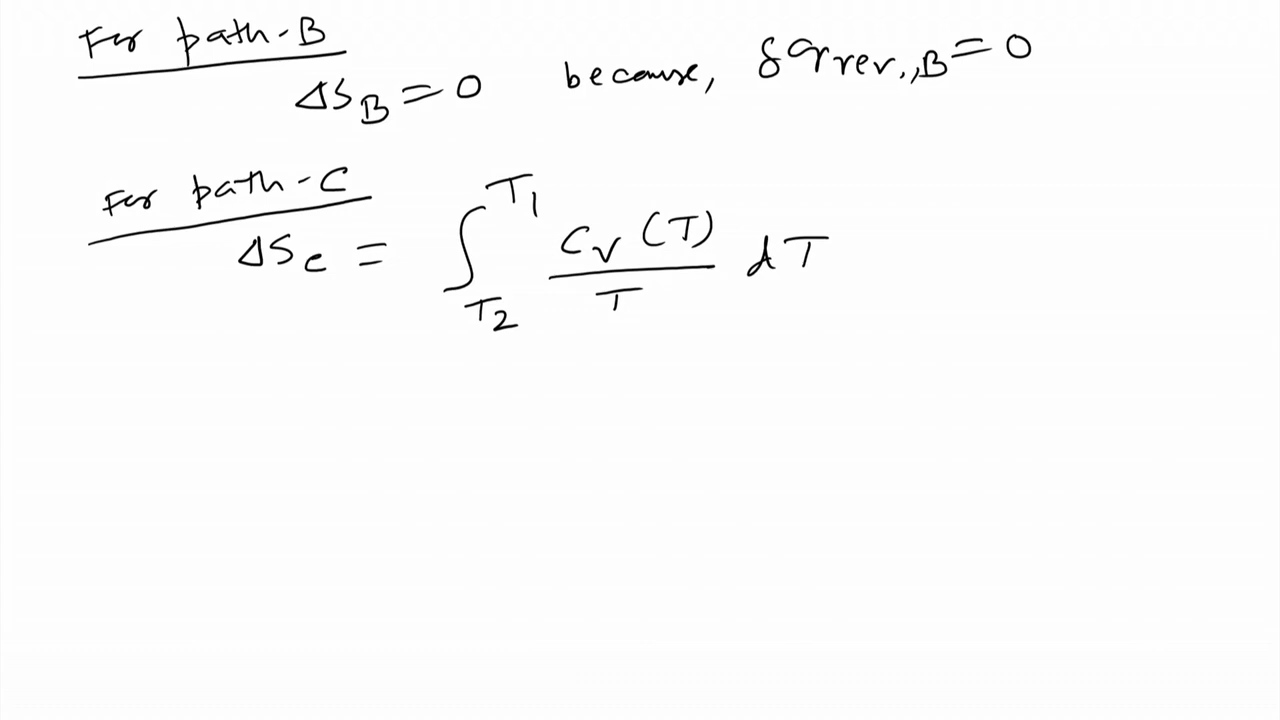 For path-B
ΔS_B = 0 because, δq_rev.,B = 0
For path-C
ΔS_C = ∫_{T_2}^{T_1} C_V(T)/T dT